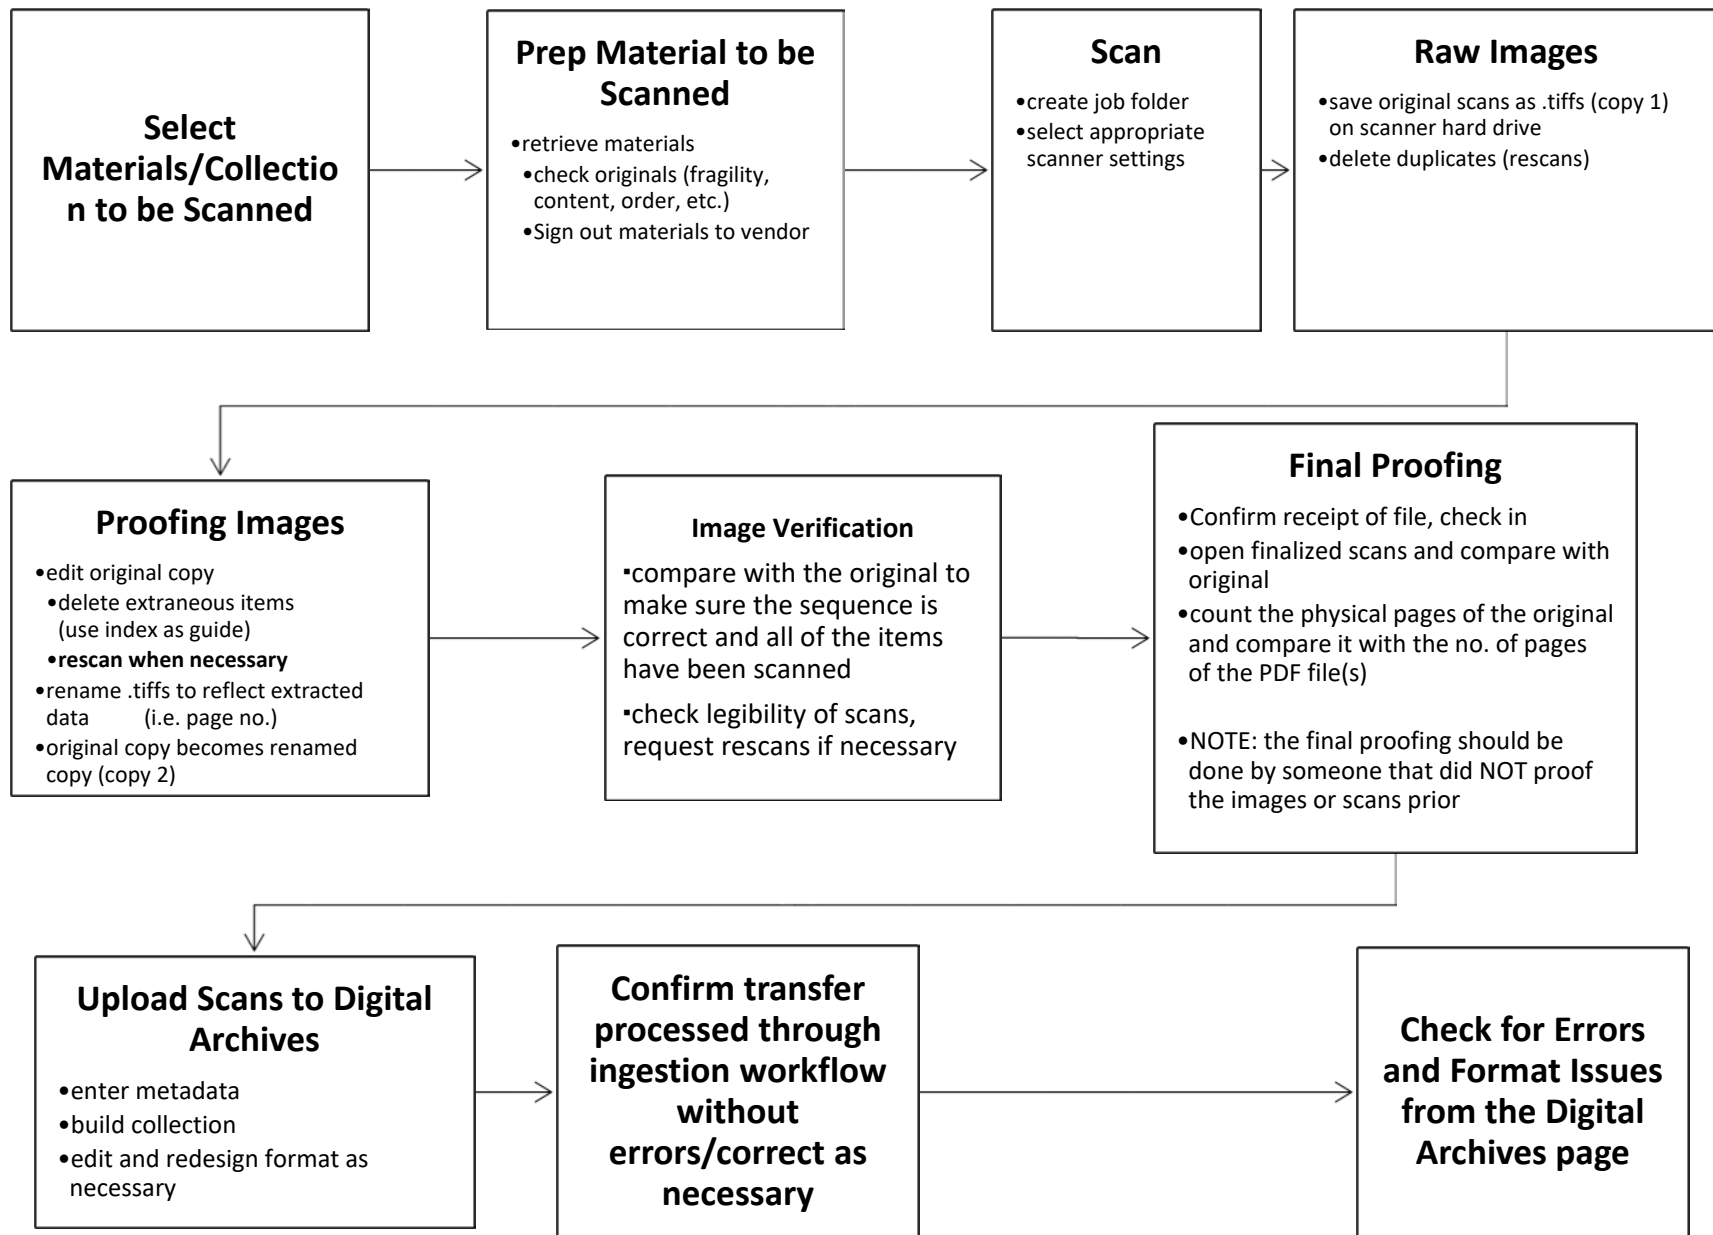 Select
Materials/Collectio
n to be Scanned
Prep Material to be
Scanned
•retrieve materials
•check originals (fragility,
content, order, etc.)
•Sign out materials to vendor
Scan
•create job folder
•select appropriate
scanner settings
Raw Images
•save original scans as .tiffs (copy 1)
on scanner hard drive
•delete duplicates (rescans)
Proofing Images
•edit original copy
•delete extraneous items
(use index as guide)
•rescan when necessary
•rename .tiffs to reflect extracted
data (i.e. page no.)
•original copy becomes renamed
copy (copy 2)
Image Verification
▪compare with the original to
make sure the sequence is
correct and all of the items
have been scanned
▪check legibility of scans,
request rescans if necessary
Final Proofing
•Confirm receipt of file, check in
•open finalized scans and compare with
original
•count the physical pages of the original
and compare it with the no. of pages
of the PDF file(s)
•NOTE: the final proofing should be
done by someone that did NOT proof
the images or scans prior
Upload Scans to Digital
Archives
•enter metadata
•build collection
•edit and redesign format as
necessary
Confirm transfer
processed through
ingestion workflow
without
errors/correct as
necessary
Check for Errors
and Format Issues
from the Digital
Archives page